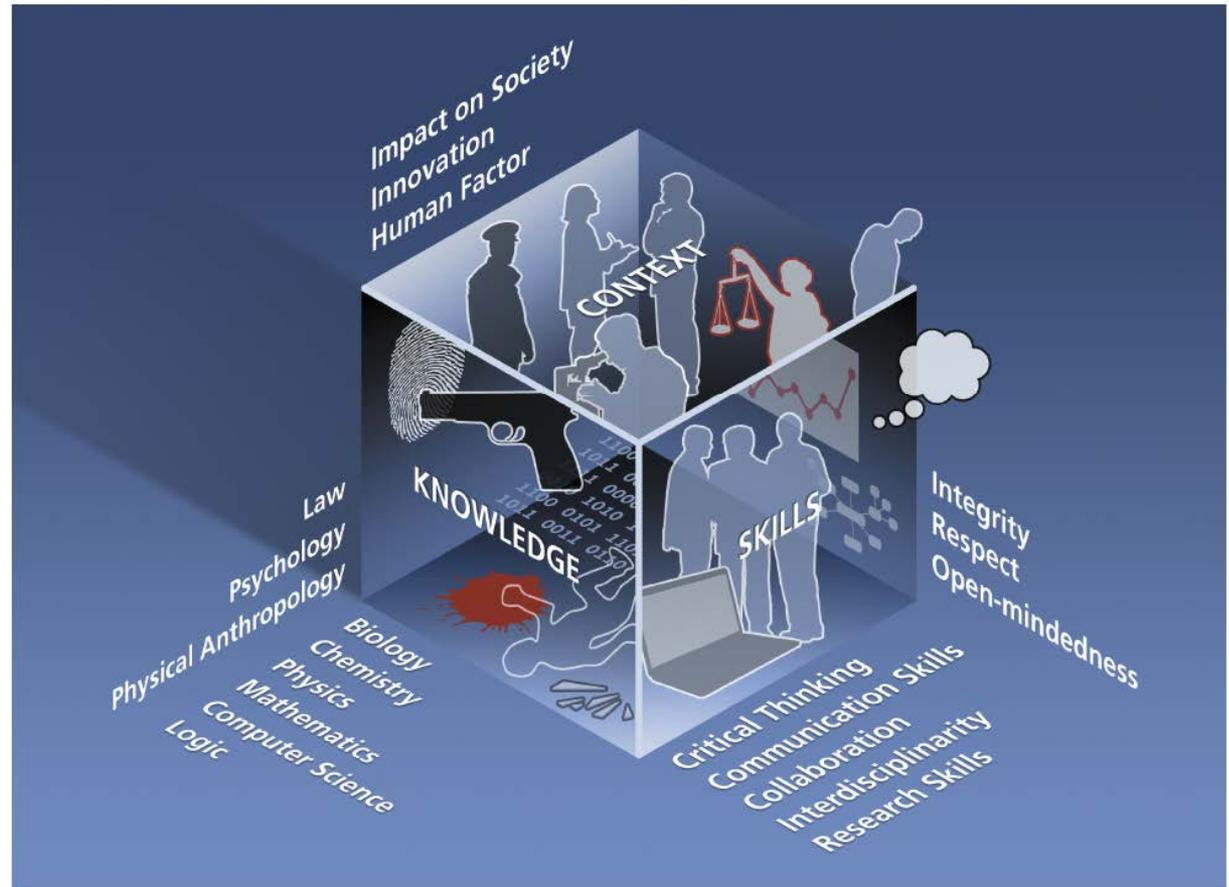 Impact on Society
Innovation
Human Factor
CONTEXT
KNOWLEDGE
SKILLS
Law
Psychology
Physical Anthropology
Biology
Chemistry
Physics
Mathematics
Computer Science
Logic
Integrity
Respect
Open-mindedness
Critical Thinking
Communication Skills
Collaboration
Interdisciplinarity
Research Skills